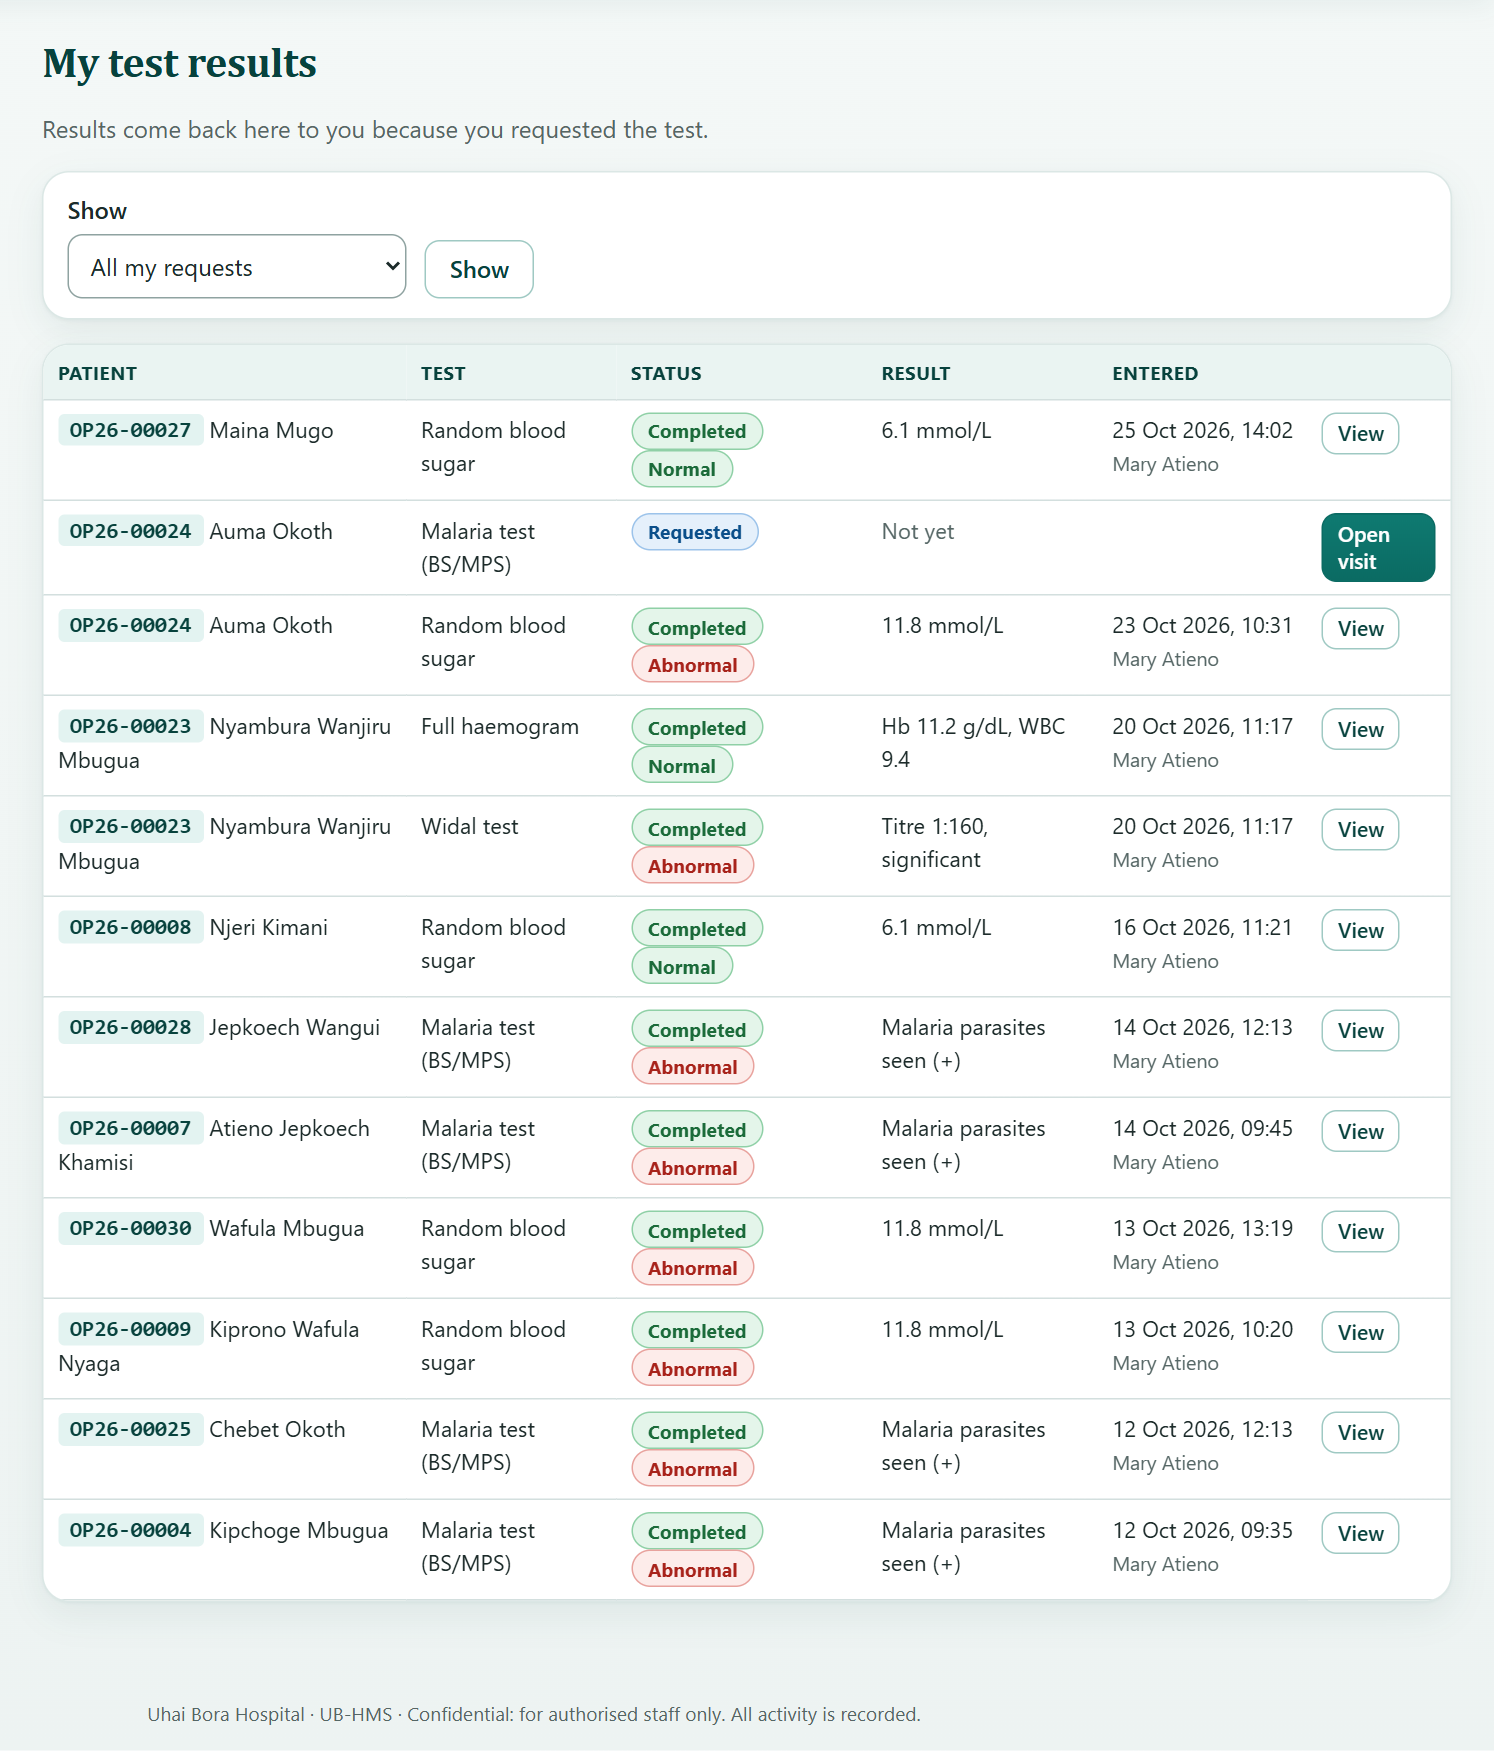 My test results
Results come back here to you because you requested the test.
Show
All my requests
Show
PATIENT TEST STATUS RESULT ENTERED
OP26-00027 Maina Mugo Random blood Completed 6.1 mmol/L 25 Oct 2026, 14:02 View
sugar Normal Mary Atieno
OP26-00024 Auma Okoth Malaria test Requested Not yet Open
(BS/MPS) visit
OP26-00024 Auma Okoth Random blood Completed 11.8 mmol/L 23 Oct 2026, 10:31 View
sugar Abnormal Mary Atieno
OP26-00023 Nyambura Wanjiru Full haemogram Completed Hb 11.2 g/dL, WBC 20 Oct 2026, 11:17 View
Mbugua Normal 9.4 Mary Atieno
OP26-00023 Nyambura Wanjiru Widal test Completed Titre 1:160, 20 Oct 2026, 11:17 View
Mbugua Abnormal significant Mary Atieno
OP26-00008 Njeri Kimani Random blood Completed 6.1 mmol/L 16 Oct 2026, 11:21 View
sugar Normal Mary Atieno
OP26-00028 Jepkoech Wangui Malaria test Completed Malaria parasites 14 Oct 2026, 12:13 View
(BS/MPS) Abnormal seen (+) Mary Atieno
OP26-00007 Atieno Jepkoech Malaria test Completed Malaria parasites 14 Oct 2026, 09:45 View
Khamisi (BS/MPS) Abnormal seen (+) Mary Atieno
OP26-00030 Wafula Mbugua Random blood Completed 11.8 mmol/L 13 Oct 2026, 13:19 View
sugar Abnormal Mary Atieno
OP26-00009 Kiprono Wafula Random blood Completed 11.8 mmol/L 13 Oct 2026, 10:20 View
Nyaga sugar Abnormal Mary Atieno
OP26-00025 Chebet Okoth Malaria test Completed Malaria parasites 12 Oct 2026, 12:13 View
(BS/MPS) Abnormal seen (+) Mary Atieno
OP26-00004 Kipchoge Mbugua Malaria test Completed Malaria parasites 12 Oct 2026, 09:35 View
(BS/MPS) Abnormal seen (+) Mary Atieno
Uhai Bora Hospital · UB-HMS · Confidential: for authorised staff only. All activity is recorded.